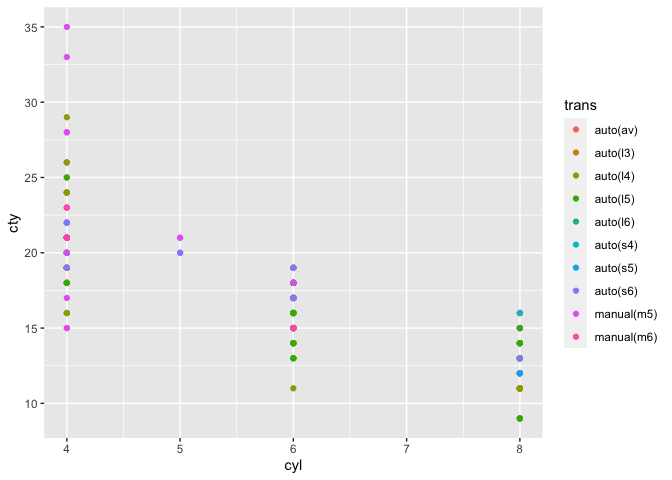 35
30
25
20
15
10
cty
4
5
6
7
8
cyl
trans
auto(av)
auto(l3)
auto(l4)
auto(l5)
auto(l6)
auto(s4)
auto(s5)
auto(s6)
manual(m5)
manual(m6)